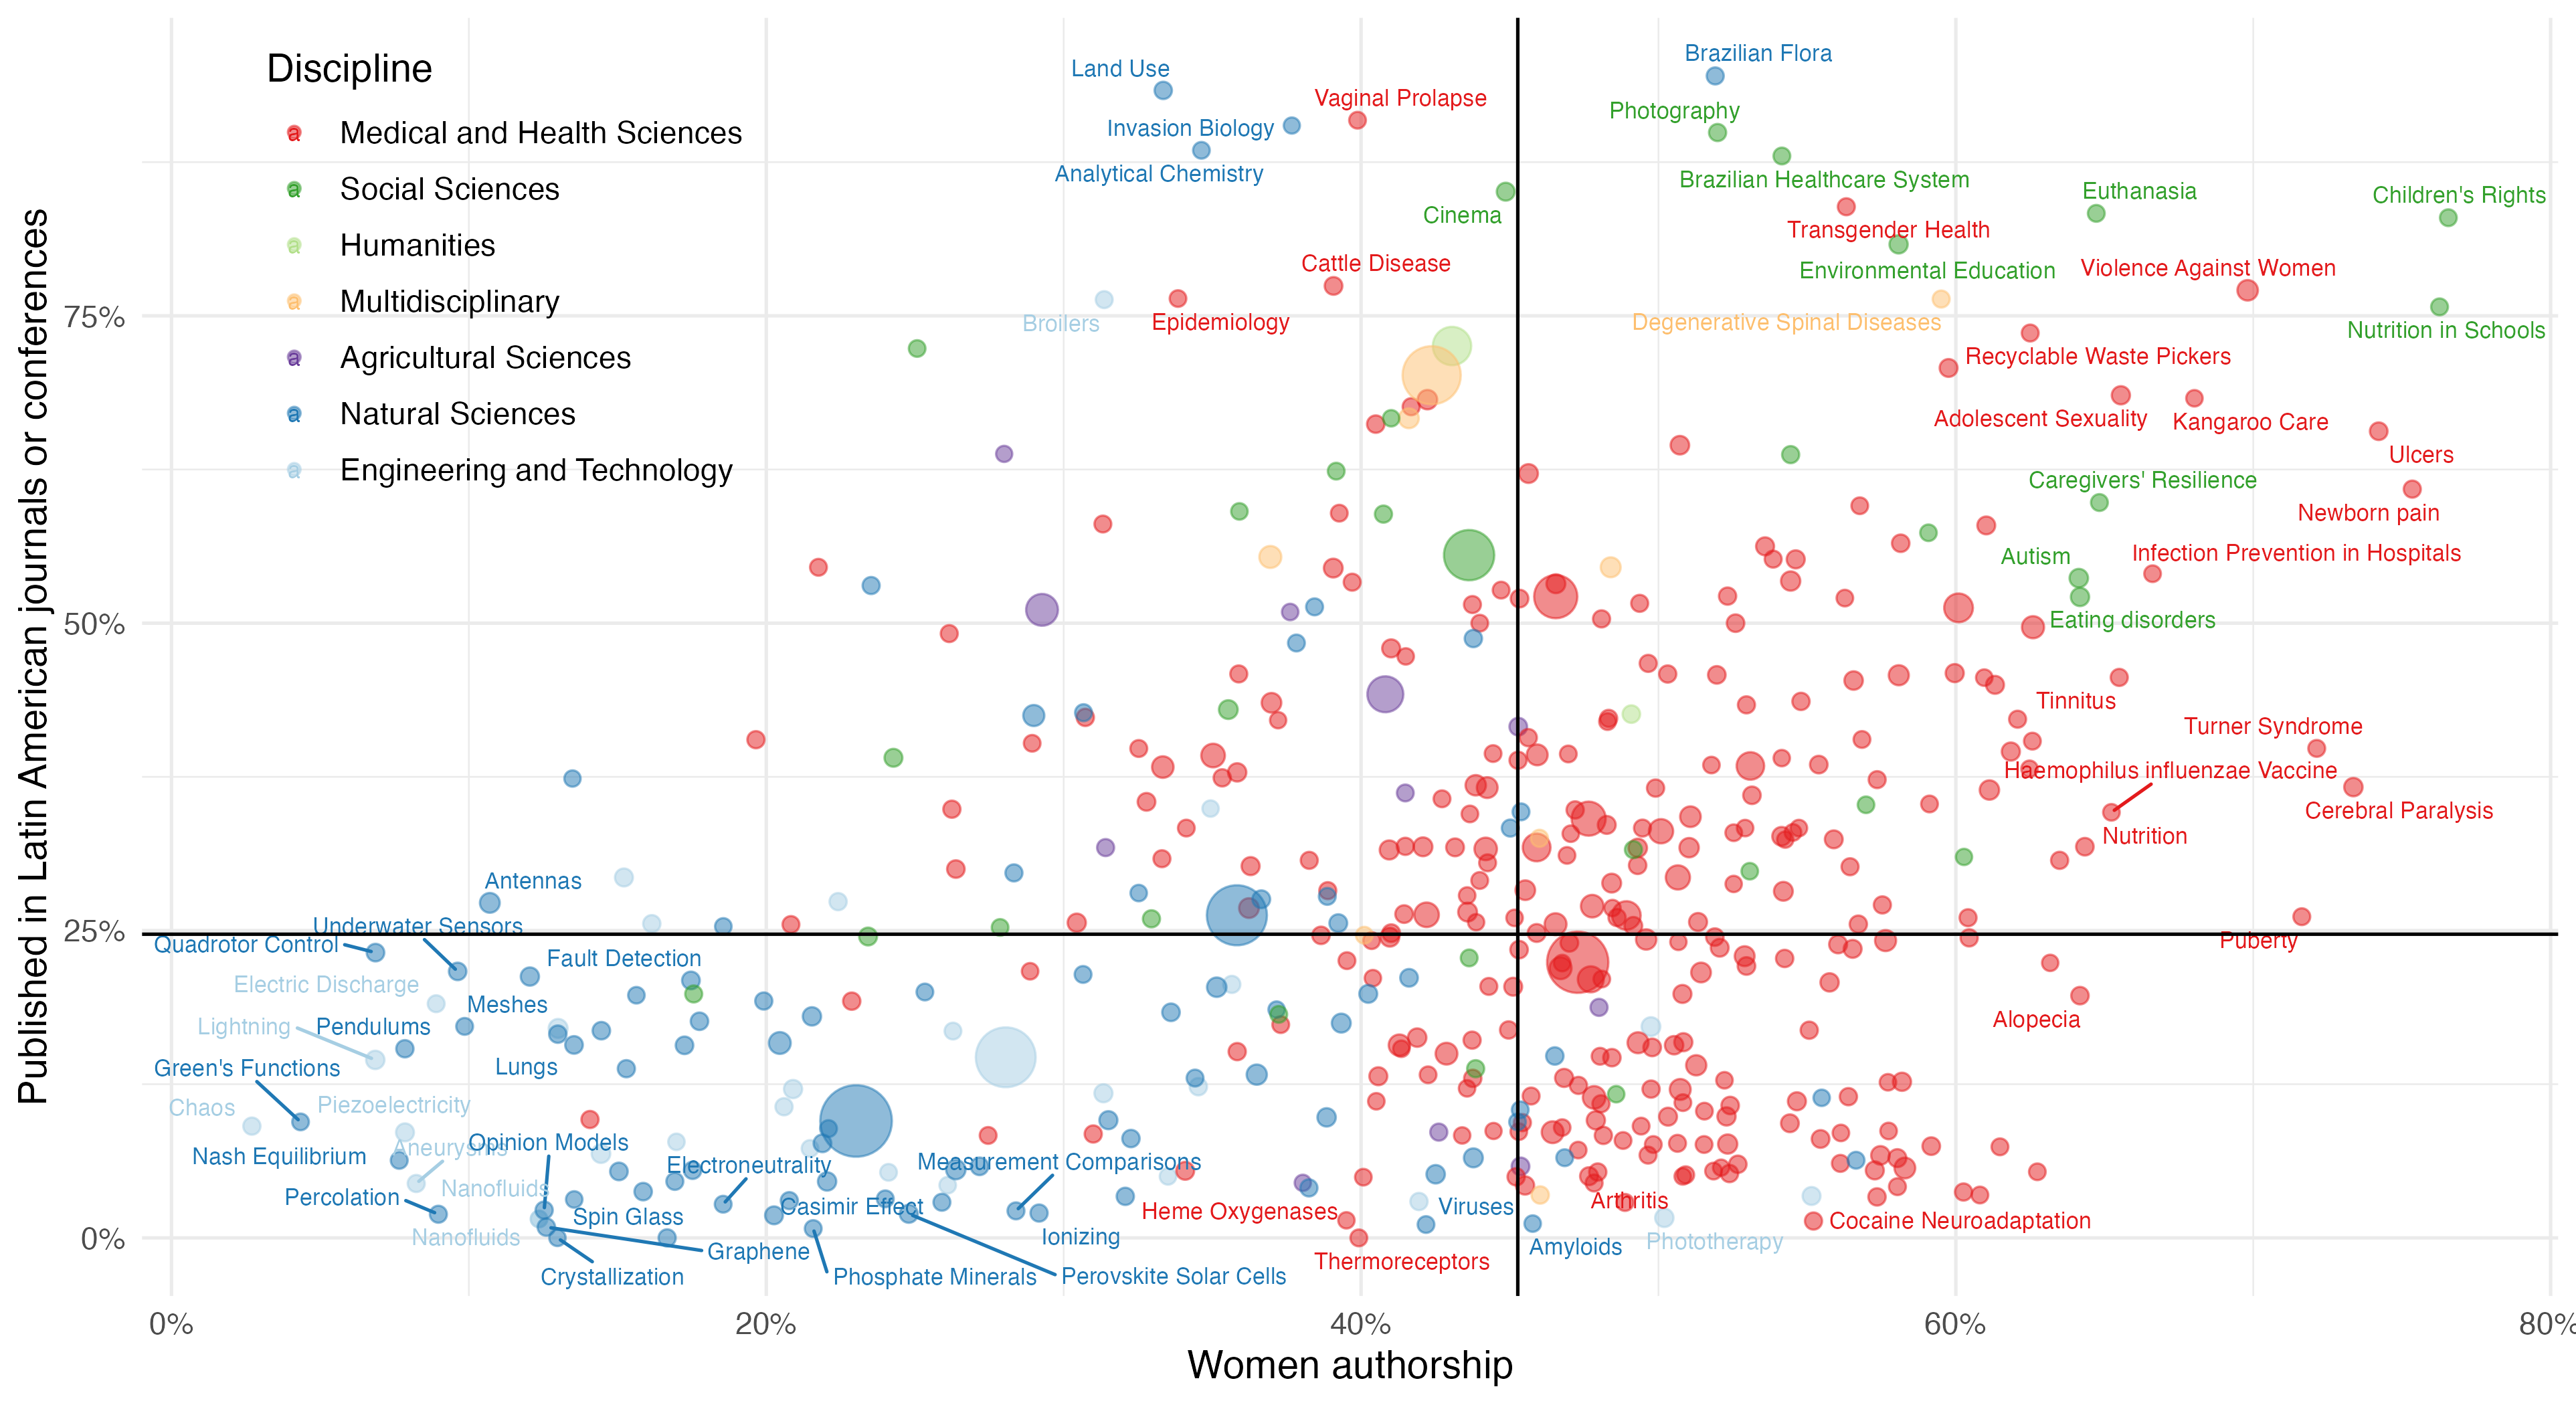 Discipline
a Medical and Health Sciences
a Social Sciences
a Humanities
a Multidisciplinary
a Agricultural Sciences
a Natural Sciences
a Engineering and Technology
Published in Latin American journals or conferences
75%
50%
25%
0%
Land Use
Brazilian Flora
Vaginal Prolapse
Photography
Invasion Biology
Analytical Chemistry
Brazilian Healthcare System
Euthanasia
Children's Rights
Cinema
Transgender Health
Cattle Disease
Environmental Education
Violence Against Women
Broilers
Epidemiology
Degenerative Spinal Diseases
Nutrition in Schools
Recyclable Waste Pickers
Adolescent Sexuality
Kangaroo Care
Ulcers
Caregivers' Resilience
Newborn pain
Autism
Infection Prevention in Hospitals
Eating disorders
Tinnitus
Turner Syndrome
Haemophilus influenzae Vaccine
Cerebral Paralysis
Nutrition
Antennas
Underwater Sensors
Quadrotor Control
Puberty
Fault Detection
Electric Discharge
Meshes
Lightning
Pendulums
Alopecia
Green's Functions
Lungs
Chaos
Piezoelectricity
Aneurysms
Opinion Models
Nash Equilibrium
Electroneutrality
Measurement Comparisons
Percolation
Nanofluids
Casimir Effect
Heme Oxygenases
Viruses
Arthritis
Spin Glass
Cocaine Neuroadaptation
Nanofluids
Graphene
Ionizing
Amyloids
Phototherapy
Thermoreceptors
Crystallization
Phosphate Minerals
Perovskite Solar Cells
0%
20%
40%
60%
80%
Women authorship